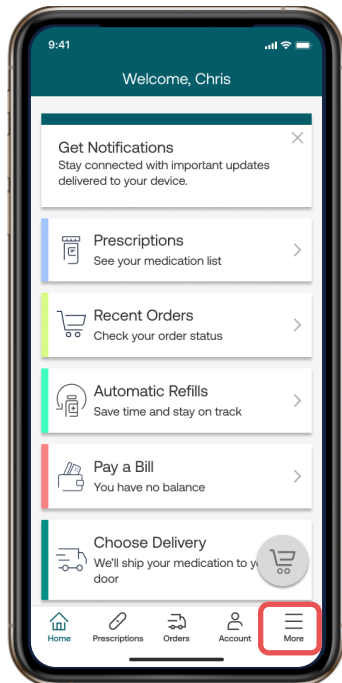 9:41
Welcome, Chris
Get Notifications
Stay connected with important updates
delivered to your device.
Prescriptions
See your medication list
Recent Orders
Check your order status
Automatic Refills
Save time and stay on track
Pay a Bill
You have no balance
Choose Delivery
We'll ship your medication to
door
Home Prescriptions Orders Account More